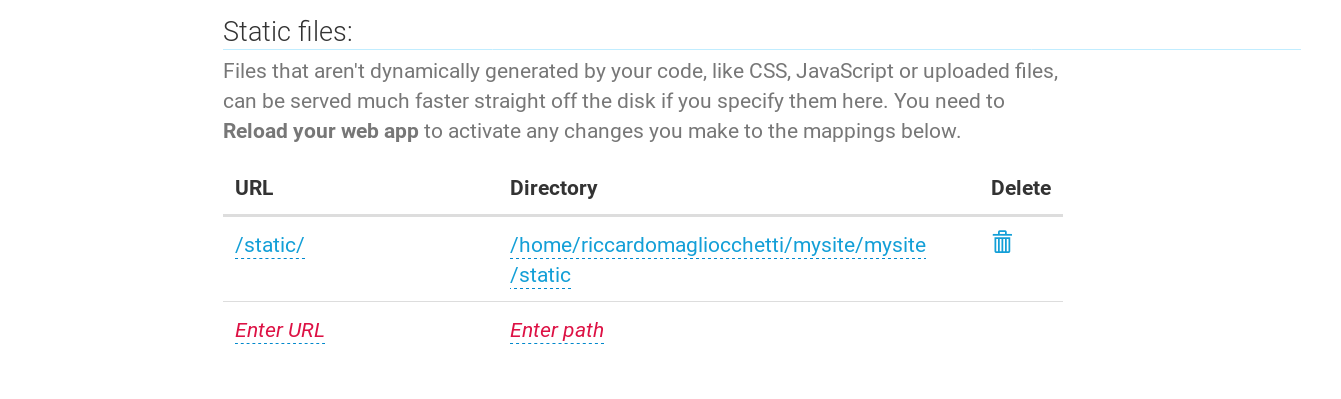 Static files:
Files that aren't dynamically generated by your code, like CSS, JavaScript or uploaded files,
can be served much faster straight off the disk if you specify them here. You need to
Reload your web app to activate any changes you make to the mappings below.
URL Directory Delete
/static/ /home/riccardomagliocchetti/mysite/mysite
/static
Enter URL Enter path